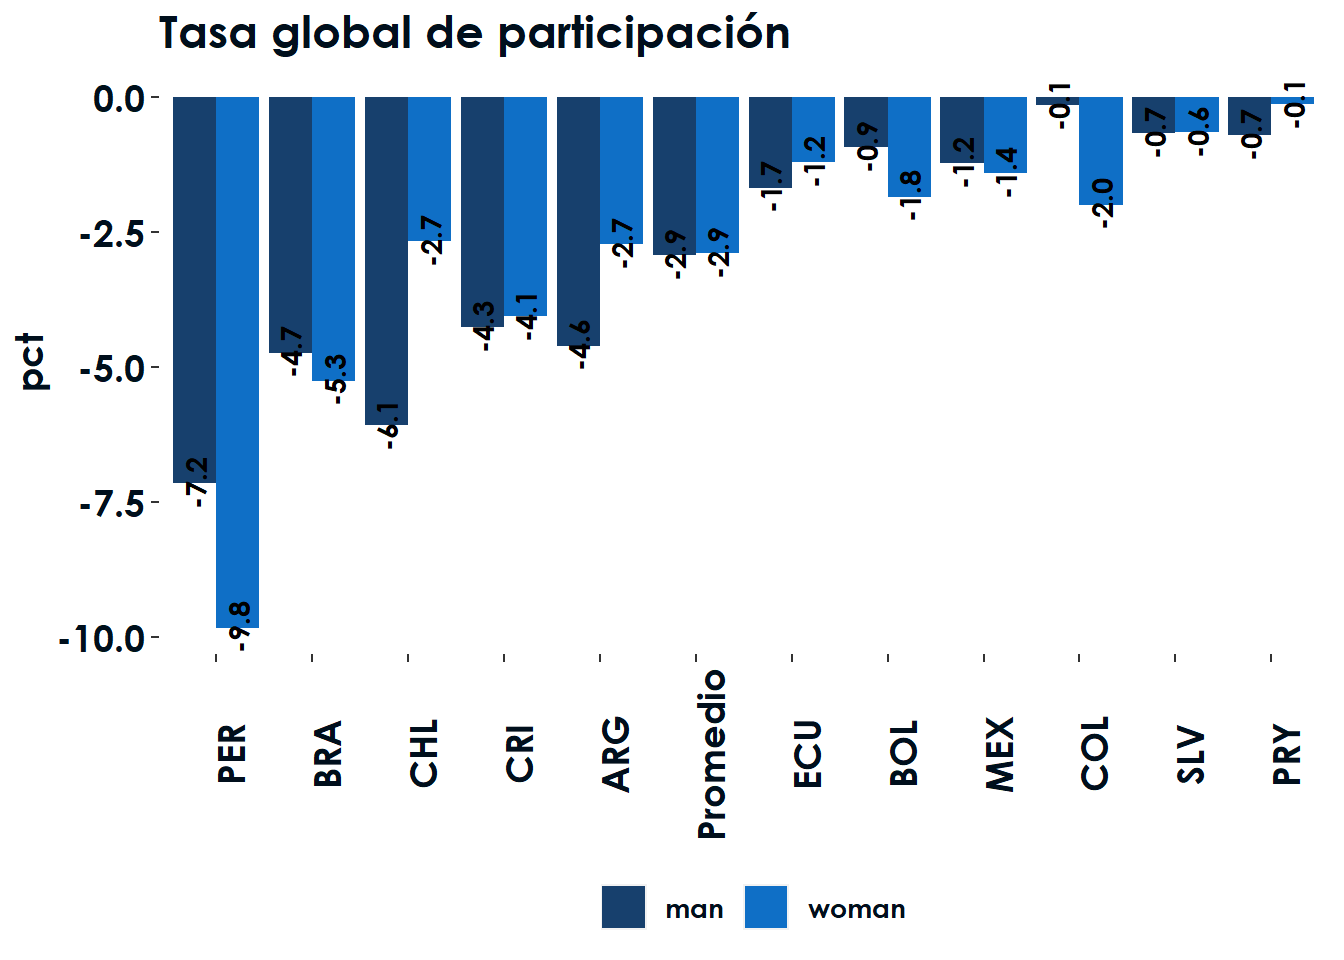 Tasa global de participación
pct
0.0
-2.5
-5.0
-7.5
-10.0
-7.2
-9.8
-4.7
-5.3
-6.1
-2.7
-4.3
-4.1
-4.6
-2.7
-2.9
-2.9
-1.7
-1.2
-0.9
-1.8
-1.2
-1.4
-0.1
-2.0
-0.7
-0.6
-0.7
-0.1
PER
BRA
CHL
CRI
ARG
Promedio
ECU
BOL
MEX
COL
SLV
PRY
man
woman